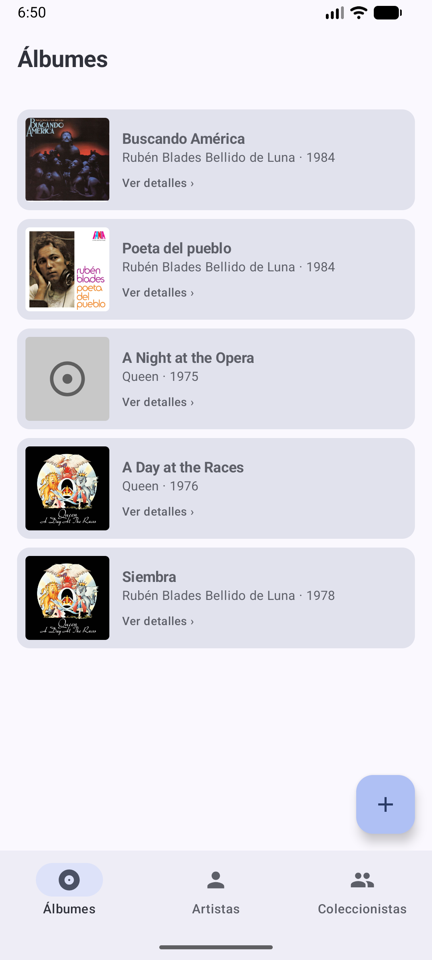 6:50
Álbumes
BUSCANDO
AMÉRICA
Buscando América
Rubén Blades Bellido de Luna · 1984
Ver detalles ›
rubén
blades
poeta
del
pueblo
Poeta del pueblo
Rubén Blades Bellido de Luna · 1984
Ver detalles ›
A Night at the Opera
Queen · 1975
Ver detalles ›
Queen
A Day At The Races
A Day at the Races
Queen · 1976
Ver detalles ›
Queen
A Day At The Races
Siembra
Rubén Blades Bellido de Luna · 1978
Ver detalles ›
Álbumes
Artistas
Coleccionistas